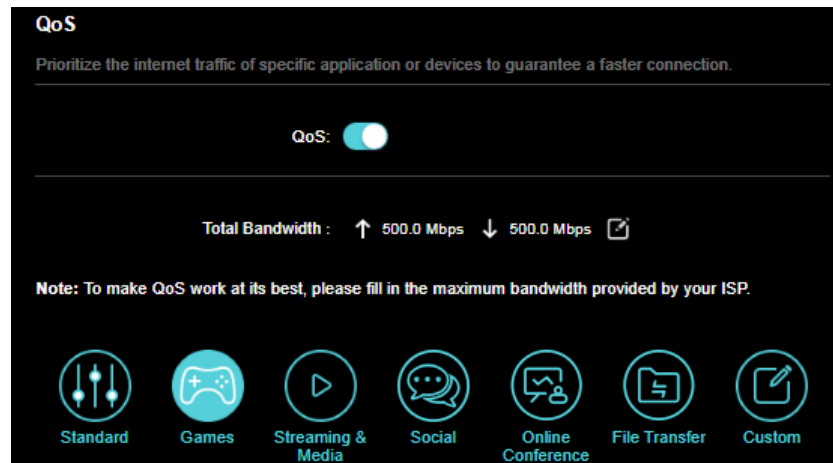 QoS
Prioritize the internet traffic of specific application or devices to guarantee a faster connection.
QoS:
Total Bandwidth : ↑ 500.0 Mbps ↓ 500.0 Mbps
Note: To make QoS work at its best, please fill in the maximum bandwidth provided by your ISP.
Standard Games Streaming & Social Online File Transfer Custom
Media Conference